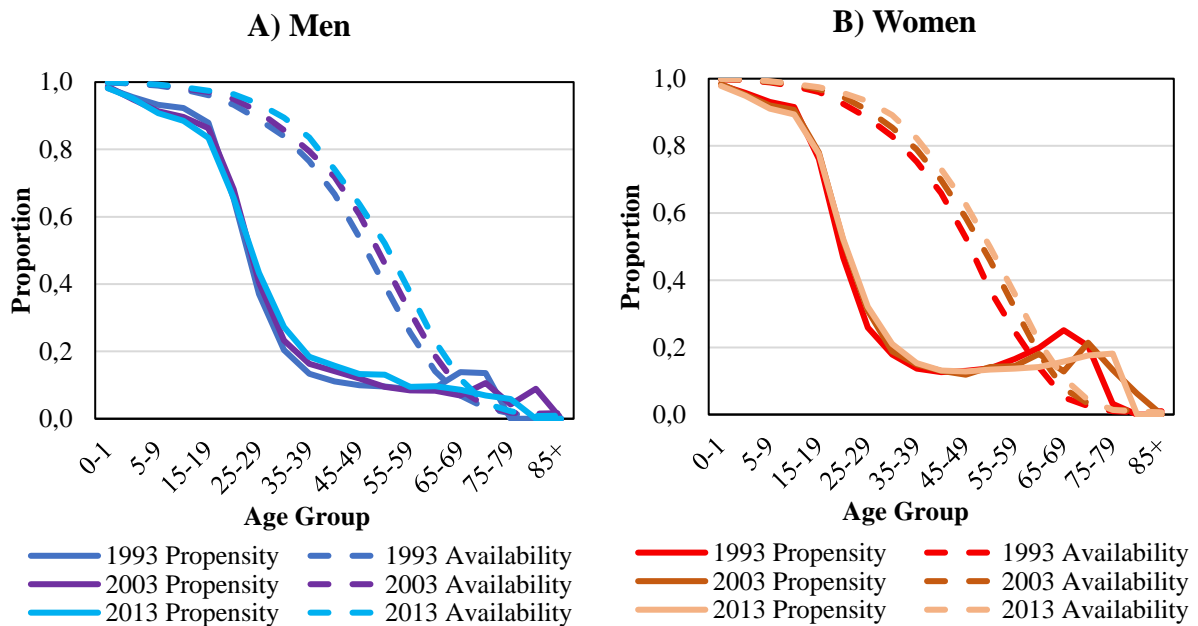 A) Men
1,0
0,8
0,6
0,4
0,2
0,0
Proportion
0-1
5-9
15-19
25-29
35-39
45-49
55-59
65-69
75-79
85+
Age Group
1993 Propensity
1993 Availability
2003 Propensity
2003 Availability
2013 Propensity
2013 Availability
B) Women
1,0
0,8
0,6
0,4
0,2
0,0
Proportion
0-1
5-9
15-19
25-29
35-39
45-49
55-59
65-69
75-79
85+
Age Group
1993 Propensity
1993 Availability
2003 Propensity
2003 Availability
2013 Propensity
2013 Availability